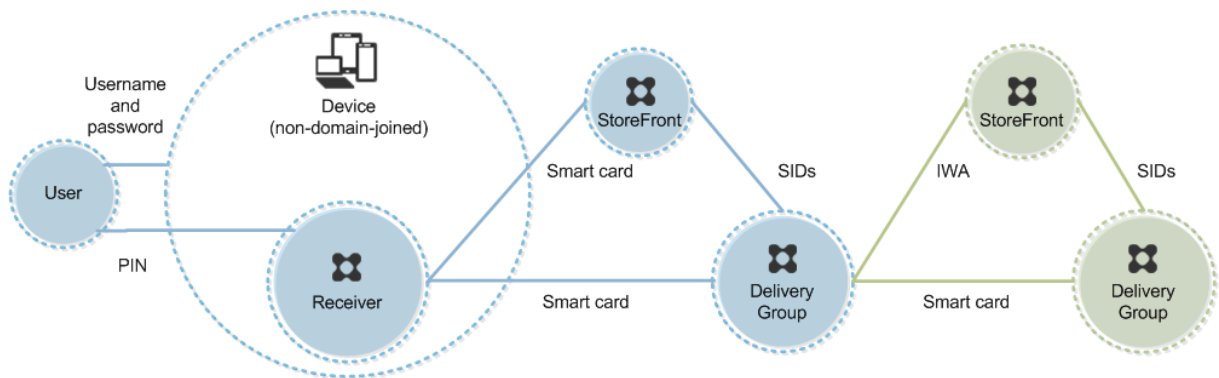 Username
and
password
User
PIN
Device
(non-domain-joined)
Receiver
StoreFront
Smart card
SIDs
Smart card
Delivery
Group
StoreFront
IWA
SIDs
Smart card
Delivery
Group